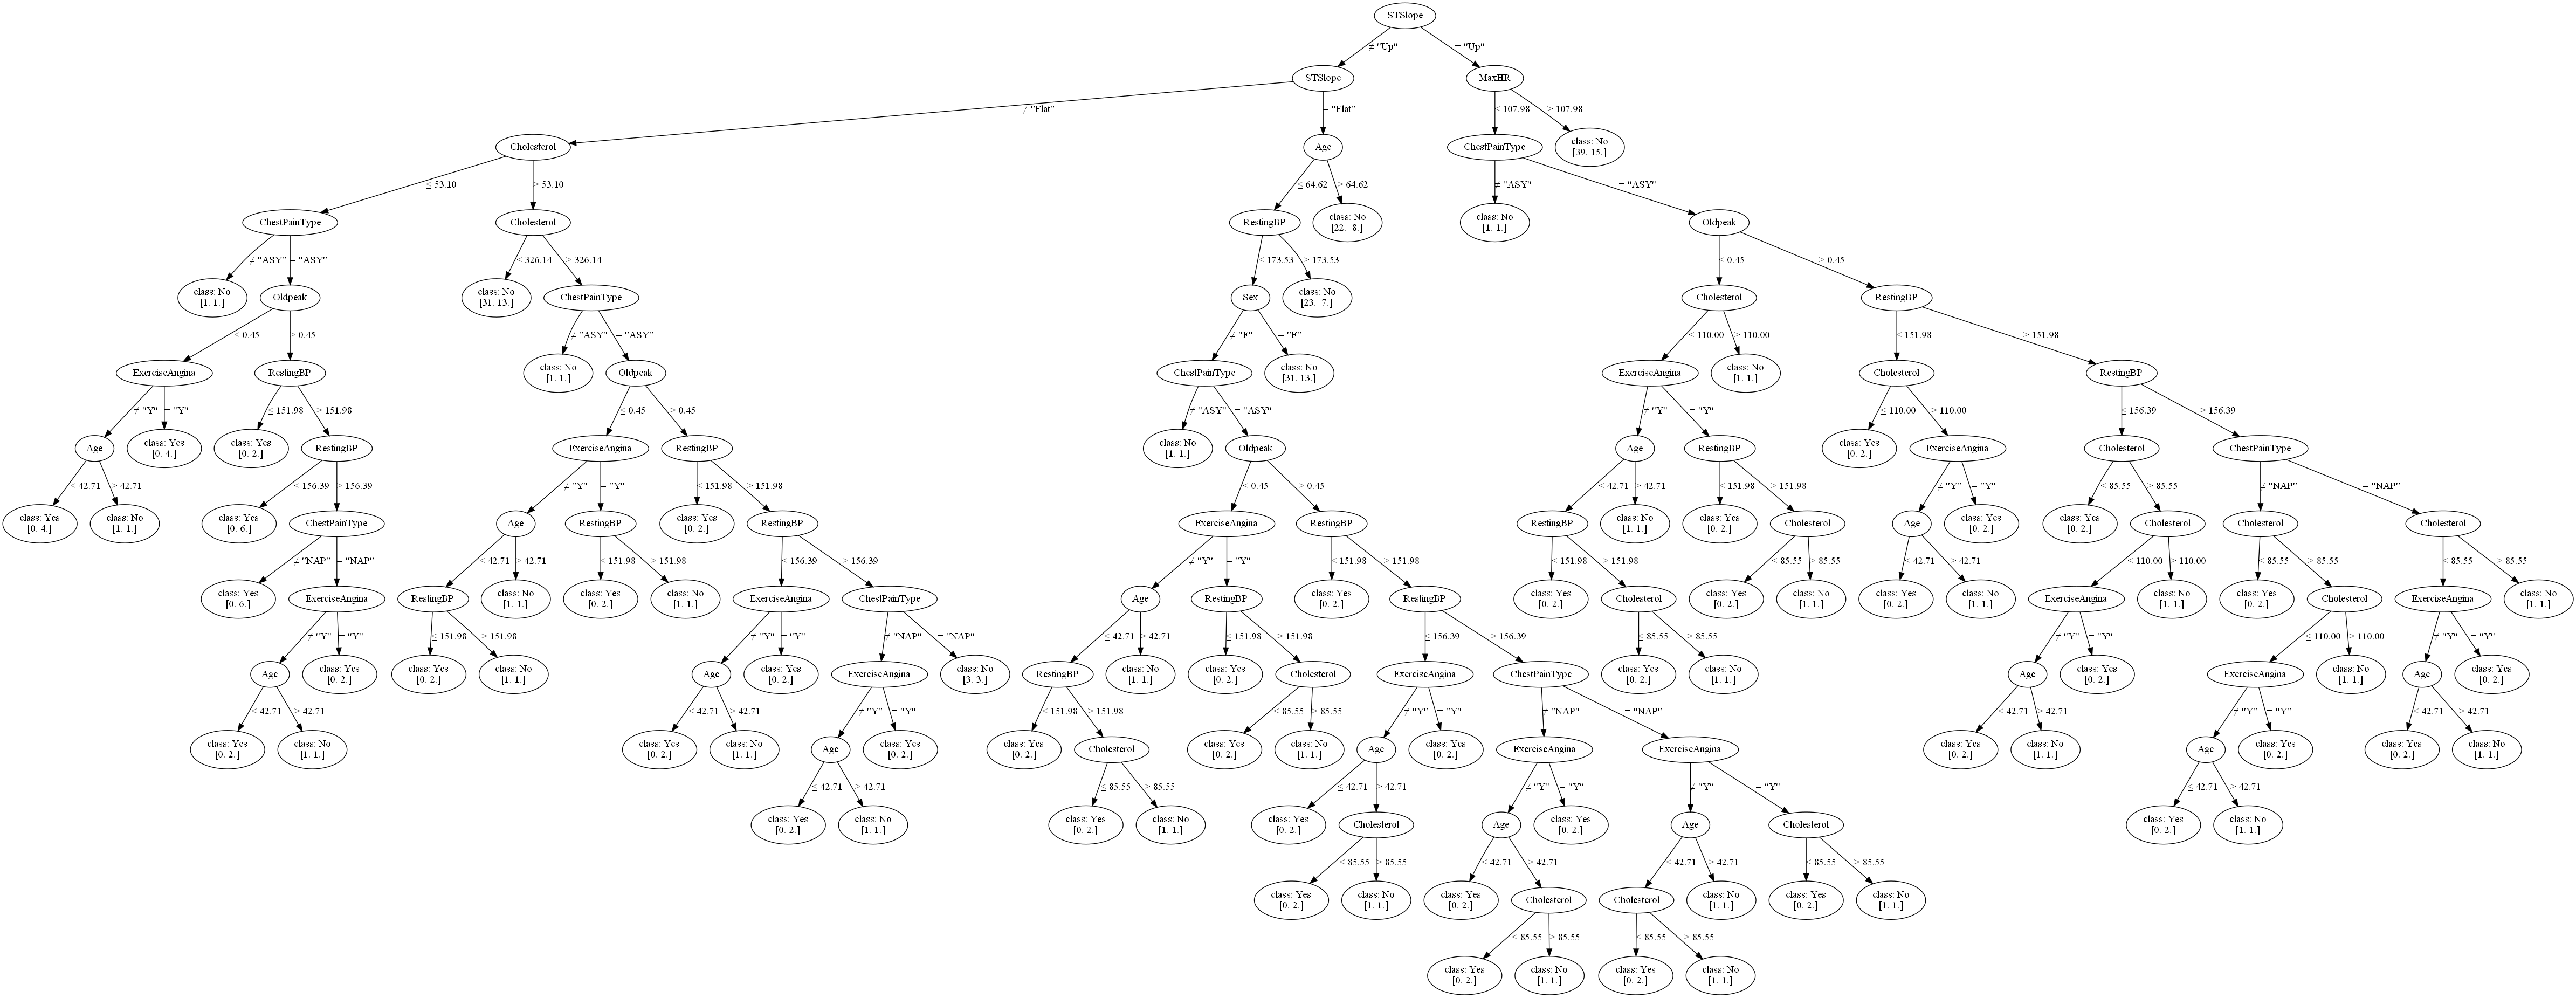 STSlope
≠ "Up"
= "Up"
STSlope
MaxHR
≠ "Flat"
= "Flat"
≤ 107.98
> 107.98
Cholesterol
Age
ChestPainType
class: No
[39. 15.]
≤ 53.10
> 53.10
≤ 64.62
> 64.62
≠ "ASY"
= "ASY"
ChestPainType
Cholesterol
RestingBP
class: No
[22. 8.]
class: No
[1. 1.]
Oldpeak
≠ "ASY"
= "ASY"
≤ 326.14
> 326.14
≤ 173.53
> 173.53
≤ 0.45
> 0.45
class: No
[1. 1.]
Oldpeak
class: No
[31. 13.]
ChestPainType
Sex
class: No
[23. 7.]
Cholesterol
RestingBP
≤ 0.45
> 0.45
≠ "ASY"
= "ASY"
≠ "F"
= "F"
≤ 110.00
> 110.00
≤ 151.98
> 151.98
ExerciseAngina
RestingBP
class: No
[1. 1.]
Oldpeak
ChestPainType
class: No
[31. 13.]
ExerciseAngina
class: No
[1. 1.]
Cholesterol
RestingBP
≠ "Y"
= "Y"
≤ 151.98
> 151.98
≤ 0.45
> 0.45
≠ "ASY"
= "ASY"
≠ "Y"
= "Y"
≤ 110.00
> 110.00
≤ 156.39
> 156.39
Age
class: Yes
[0. 4.]
class: Yes
[0. 2.]
RestingBP
ExerciseAngina
RestingBP
class: No
[1. 1.]
Oldpeak
Age
RestingBP
class: Yes
[0. 2.]
ExerciseAngina
Cholesterol
ChestPainType
≤ 42.71
> 42.71
≤ 156.39
> 156.39
≠ "Y"
= "Y"
≤ 151.98
> 151.98
≤ 0.45
> 0.45
≤ 42.71
> 42.71
≤ 151.98
> 151.98
≠ "Y"
= "Y"
≤ 85.55
> 85.55
≠ "NAP"
= "NAP"
class: Yes
[0. 4.]
class: No
[1. 1.]
class: Yes
[0. 6.]
ChestPainType
Age
RestingBP
class: Yes
[0. 2.]
RestingBP
ExerciseAngina
RestingBP
RestingBP
class: No
[1. 1.]
class: Yes
[0. 2.]
Cholesterol
Age
class: Yes
[0. 2.]
class: Yes
[0. 2.]
Cholesterol
Cholesterol
Cholesterol
≠ "NAP"
= "NAP"
≤ 42.71
> 42.71
≤ 151.98
> 151.98
≤ 156.39
> 156.39
≠ "Y"
= "Y"
≤ 151.98
> 151.98
≤ 151.98
> 151.98
≤ 85.55
> 85.55
≤ 42.71
> 42.71
≤ 110.00
> 110.00
≤ 85.55
> 85.55
≤ 85.55
> 85.55
class: Yes
[0. 6.]
ExerciseAngina
RestingBP
class: No
[1. 1.]
class: Yes
[0. 2.]
class: No
[1. 1.]
ExerciseAngina
ChestPainType
Age
RestingBP
class: Yes
[0. 2.]
RestingBP
class: Yes
[0. 2.]
Cholesterol
class: Yes
[0. 2.]
class: No
[1. 1.]
class: Yes
[0. 2.]
class: No
[1. 1.]
ExerciseAngina
class: No
[1. 1.]
class: Yes
[0. 2.]
Cholesterol
ExerciseAngina
class: No
[1. 1.]
≠ "Y"
= "Y"
≤ 151.98
> 151.98
≠ "Y"
= "Y"
≠ "NAP"
= "NAP"
≤ 42.71
> 42.71
≤ 151.98
> 151.98
≤ 156.39
> 156.39
≤ 85.55
> 85.55
≠ "Y"
= "Y"
≤ 110.00
> 110.00
≠ "Y"
= "Y"
Age
class: Yes
[0. 2.]
class: Yes
[0. 2.]
class: No
[1. 1.]
Age
class: Yes
[0. 2.]
ExerciseAngina
class: No
[3. 3.]
RestingBP
class: No
[1. 1.]
class: Yes
[0. 2.]
Cholesterol
ExerciseAngina
ChestPainType
class: Yes
[0. 2.]
class: No
[1. 1.]
Age
class: Yes
[0. 2.]
ExerciseAngina
class: No
[1. 1.]
Age
class: Yes
[0. 2.]
≤ 42.71
> 42.71
≤ 42.71
> 42.71
≠ "Y"
= "Y"
≤ 151.98
> 151.98
≤ 85.55
> 85.55
≠ "Y"
= "Y"
≠ "NAP"
= "NAP"
≤ 42.71
> 42.71
≠ "Y"
= "Y"
≤ 42.71
> 42.71
class: Yes
[0. 2.]
class: No
[1. 1.]
class: Yes
[0. 2.]
class: No
[1. 1.]
Age
class: Yes
[0. 2.]
class: Yes
[0. 2.]
Cholesterol
class: Yes
[0. 2.]
class: No
[1. 1.]
Age
class: Yes
[0. 2.]
ExerciseAngina
ExerciseAngina
class: Yes
[0. 2.]
class: No
[1. 1.]
Age
class: Yes
[0. 2.]
class: Yes
[0. 2.]
class: No
[1. 1.]
≤ 42.71
> 42.71
≤ 85.55
> 85.55
≤ 42.71
> 42.71
≠ "Y"
= "Y"
≠ "Y"
= "Y"
≤ 42.71
> 42.71
class: Yes
[0. 2.]
class: No
[1. 1.]
class: Yes
[0. 2.]
class: No
[1. 1.]
class: Yes
[0. 2.]
Cholesterol
Age
class: Yes
[0. 2.]
Age
Cholesterol
class: Yes
[0. 2.]
class: No
[1. 1.]
≤ 85.55
> 85.55
≤ 42.71
> 42.71
≤ 42.71
> 42.71
≤ 85.55
> 85.55
class: Yes
[0. 2.]
class: No
[1. 1.]
class: Yes
[0. 2.]
Cholesterol
Cholesterol
class: No
[1. 1.]
class: Yes
[0. 2.]
class: No
[1. 1.]
≤ 85.55
> 85.55
≤ 85.55
> 85.55
class: Yes
[0. 2.]
class: No
[1. 1.]
class: Yes
[0. 2.]
class: No
[1. 1.]